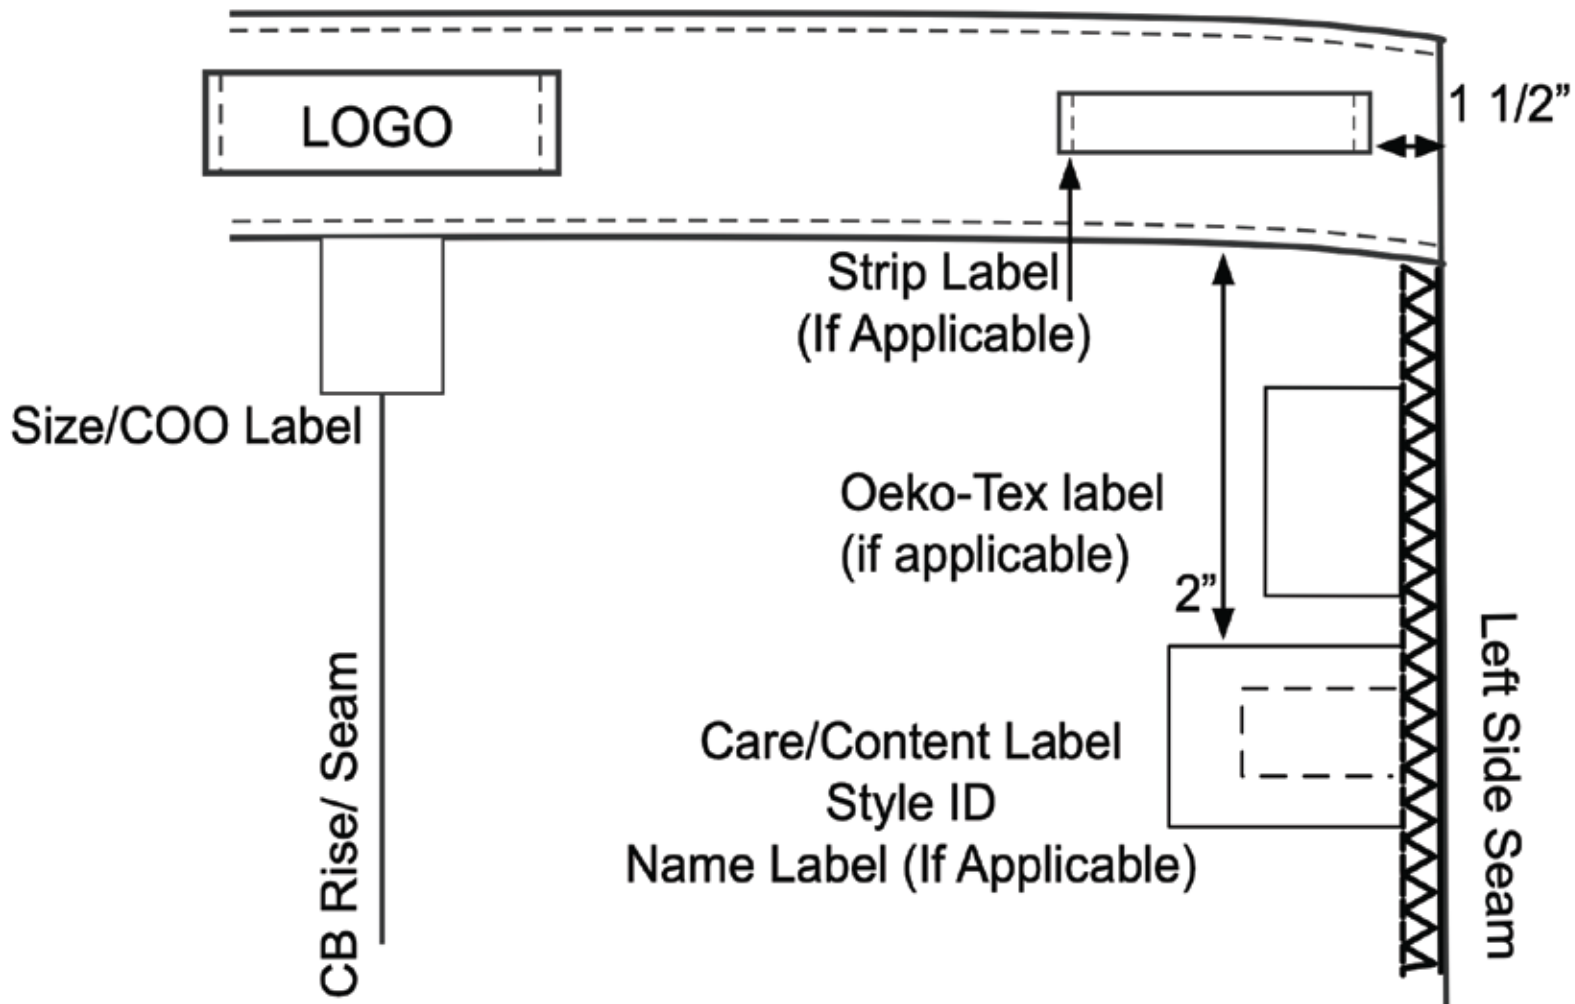 LOGO
1 1/2”
Strip Label
(If Applicable)
Size/COO Label
Oeko-Tex label
(if applicable)
2”
Care/Content Label
Style ID
Name Label (If Applicable)
CB Rise/ Seam
Left Side Seam